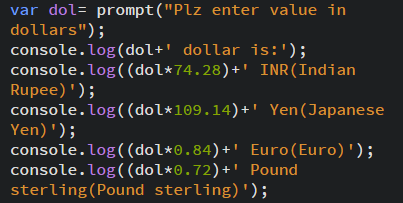 var dol= prompt("Plz enter value in
dollars");
console.log(dol+' dollar is:');
console.log((dol*74.28)+' INR(Indian
Rupee)');
console.log((dol*109.14)+' Yen(Japanese
Yen)');
console.log((dol*0.84)+' Euro(Euro)');
console.log((dol*0.72)+' Pound
sterling(Pound sterling)');